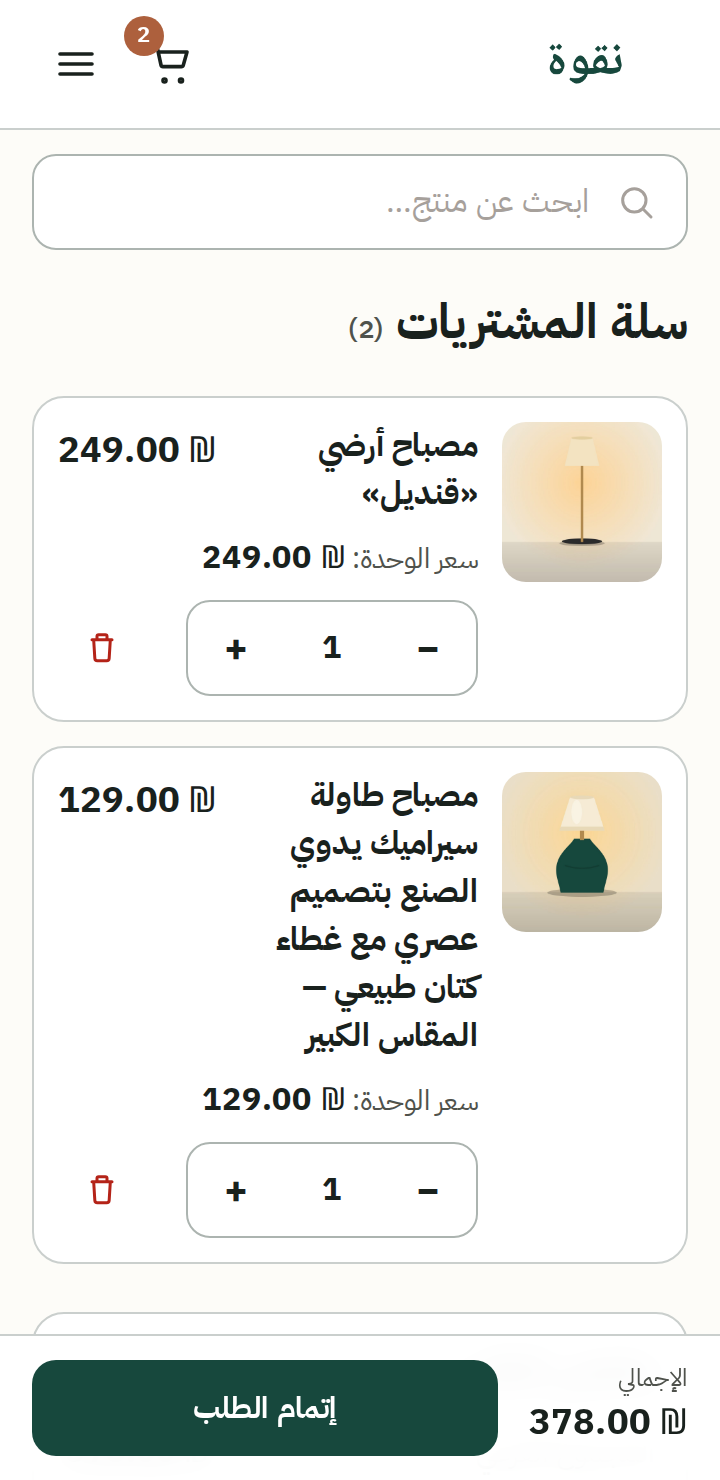 نقوة
2
ابحث عن منتج...
سلة المشتريات (2)
مصباح أرضي
«قنديل»
249.00 ₪
سعر الوحدة: 249.00 ₪
− 1 +
مصباح طاولة
سيراميك يدوي
الصنع بتصميم
عصري مع غطاء
كتان طبيعي —
المقاس الكبير
129.00 ₪
سعر الوحدة: 129.00 ₪
− 1 +
الإجمالي
378.00 ₪
إتمام الطلب